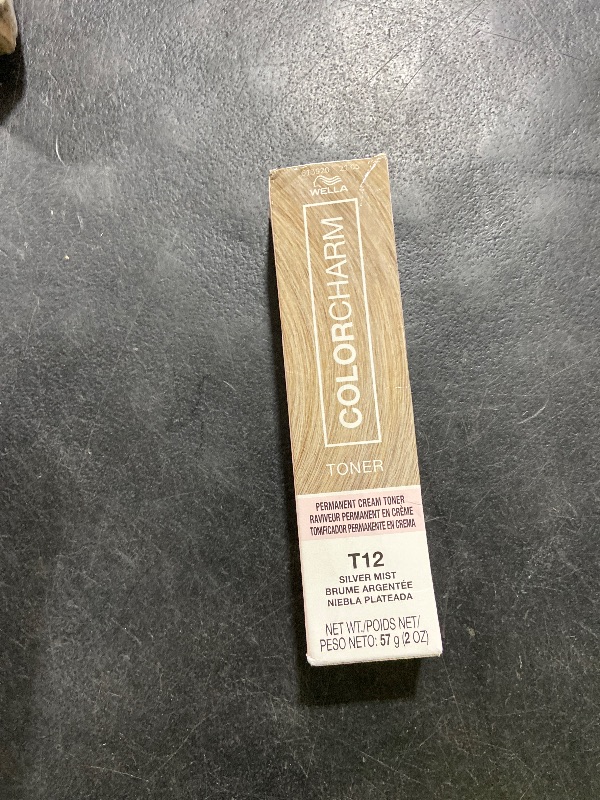 WELLA
COLORCHARM
TONER
PERMANENT CREAM TONER
RAVIVEUR PERMANENT EN CRÈME
TONIFICADOR PERMANENTE EN CREMA
T12
SILVER MIST
BRUME ARGENTÉE
NIEBLA PLATEADA
NET WT./POIDS NET/
PESO NETO: 57 g (2 OZ)